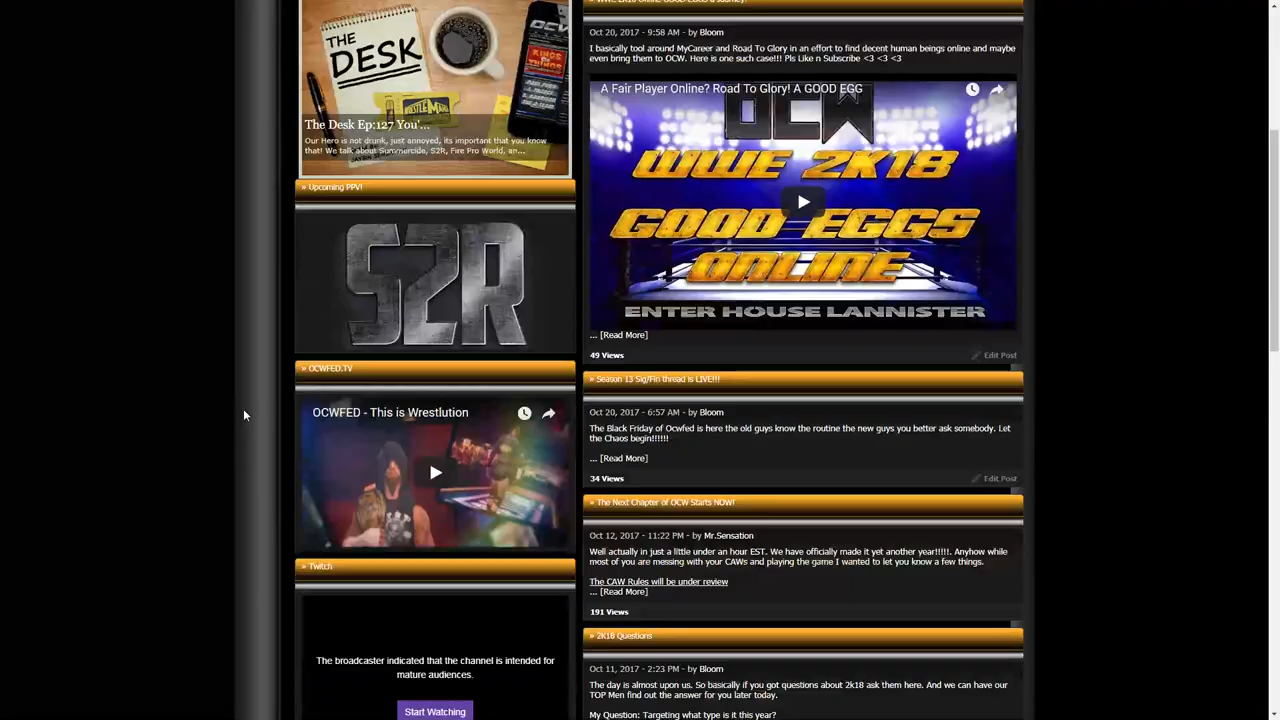 THE
DESK
OCW
KINGS
OF
THINGS
WRESTLEMANIA
The Desk Ep:127 You'...
Our Hero is not drunk, just annoyed, its important that you know
that! We talk about Summercide, S2R, Fire Pro World, an...
» Upcoming PPV!
S2R
» OCWFED.TV
OCWFED - This is Wrestlution
» Twitch
The broadcaster indicated that the channel is intended for
mature audiences.
Start Watching
Oct 20, 2017 - 9:58 AM - by Bloom
I basically tool around MyCareer and Road To Glory in an effort to find decent human beings online and maybe
even bring them to OCW. Here is one such case!!! Pls Like n Subscribe <3 <3 <3
A Fair Player Online? Road To Glory! A GOOD EGG
OCW
WWE 2K18
GOOD EGGS
ONLINE
ENTER HOUSE LANNISTER
... [Read More]
49 Views
Edit Post
» Season 13 Sig/Fin thread is LIVE!!!
Oct 20, 2017 - 6:57 AM - by Bloom
The Black Friday of Ocwfed is here the old guys know the routine the new guys you better ask somebody. Let
the Chaos begin!!!!!!
... [Read More]
34 Views
Edit Post
» The Next Chapter of OCW Starts NOW!
Oct 12, 2017 - 11:22 PM - by Mr.Sensation
Well actually in just a little under an hour EST. We have officially made it yet another year!!!!!. Anyhow while
most of you are messing with your CAWs and playing the game I wanted to let you know a few things.
The CAW Rules will be under review
... [Read More]
191 Views
» 2K18 Questions
Oct 11, 2017 - 2:23 PM - by Bloom
The day is almost upon us. So basically if you got questions about 2k18 ask them here. And we can have our
TOP Men find out the answer for you later today.
My Question: Targeting what type is it this year?